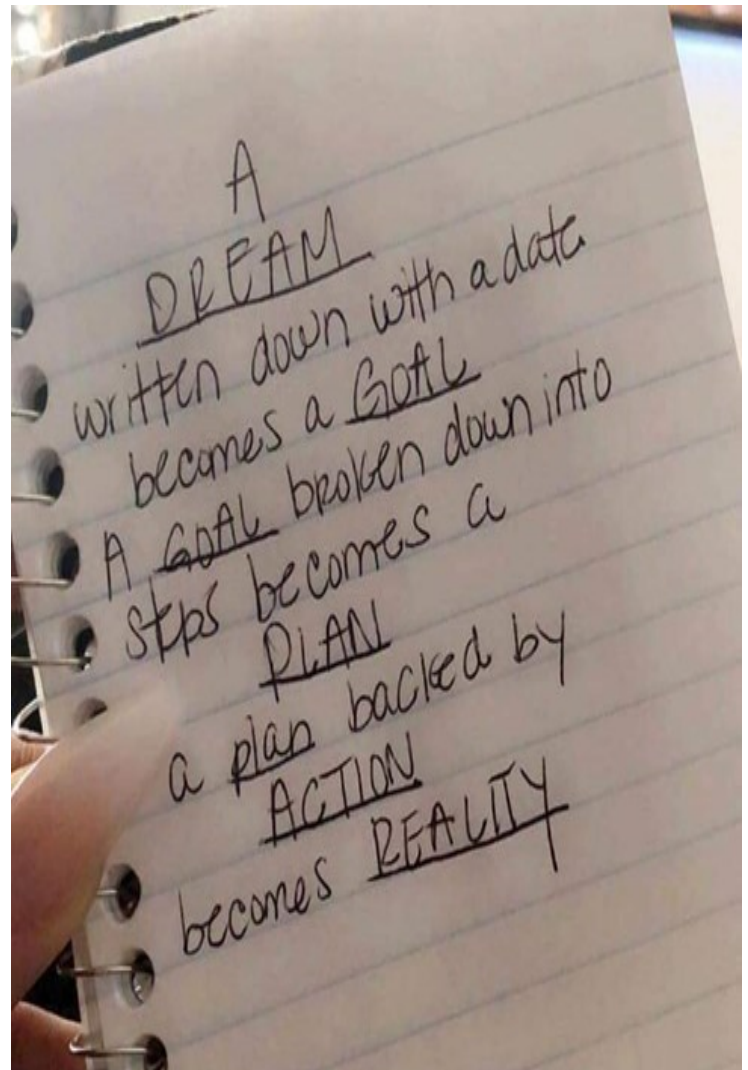 A
DREAM
written down with a date
becomes a GOAL
A GOAL broken down into
steps becomes a
PLAN
a plan backed by
ACTION
becomes REALITY